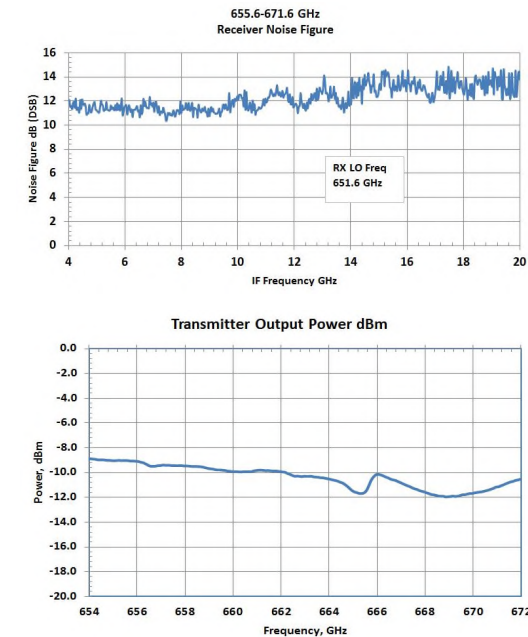 655.6-671.6 GHz
Receiver Noise Figure
16
14
12
10
8
6
4
2
0
Noise Figure dB (DSB)
RX LO Freq
651.6 GHz
4 6 8 10 12 14 16 18 20
IF Frequency GHz
Transmitter Output Power dBm
0.0
-2.0
-4.0
-6.0
-8.0
-10.0
-12.0
-14.0
-16.0
-18.0
-20.0
Power, dBm
654 656 658 660 662 664 666 668 670 672
Frequency, GHz